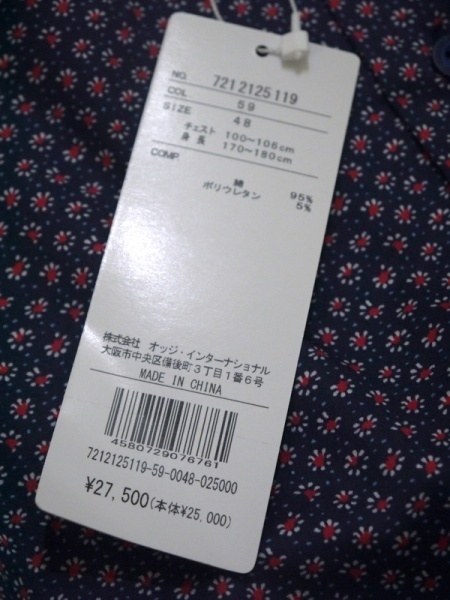 NO. 7212125119
COL 59
SIZE 48
チェスト 100～106cm
身長 170～180cm
COMP
綿 95%
ポリウレタン 5%
株式会社 オッジ・インターナショナル
大阪市中央区備後町3丁目1番6号
MADE IN CHINA
4580729076761
7212125119-59-0048-025000
¥27,500(本体¥25,000)